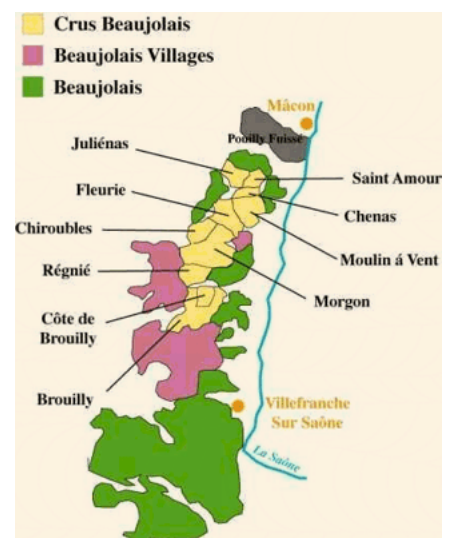 Crus Beaujolais
Beaujolais Villages
Beaujolais
Mâcon
Pouilly Fuissé
Juliénas
Saint Amour
Fleurie
Chenas
Chiroubles
Moulin á Vent
Régnié
Morgon
Côte de
Brouilly
Brouilly
Villefranche
Sur Saône
La Saône